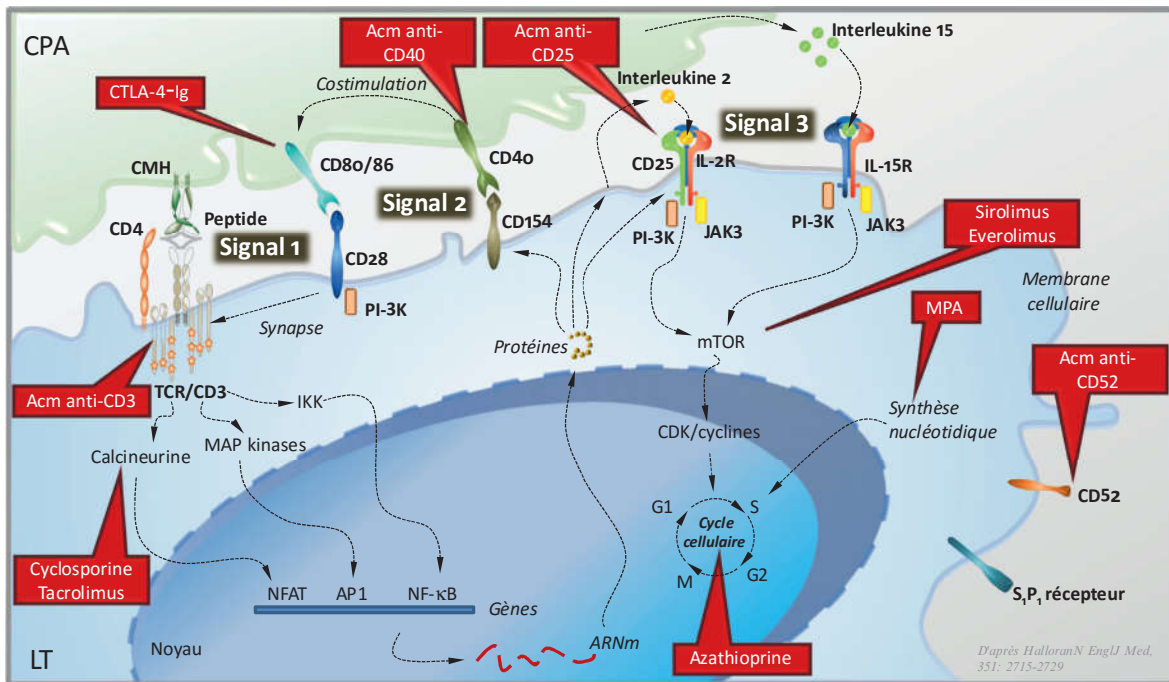 CPA
Acm anti-
CD40
Acm anti-
CD25
Interleukine 15
Interleukine 2
Costimulation
CTLA-4-Ig
Signal 3
CD8o/86
CD4o
CD25
IL-2R
IL-15R
CMH
Signal 2
CD4
Peptide
Signal 1
CD154
CD28
PI-3K
JAK3
PI-3K
JAK3
PI-3K
Sirolimus
Everolimus
Membrane
cellulaire
Synapse
MPA
Protéines
mTOR
Acm anti-CD3
TCR/CD3
IKK
Acm anti-
CD52
MAP kinases
Calcineurine
CDK/cyclines
Synthèse
nucléotidique
CD52
G1
S
Cycle
cellulaire
M
G2
Cyclosporine
Tacrolimus
NFAT
AP1
NF-κB
Gènes
S₁P₁ récepteur
Noyau
ARNm
Azathioprine
LT
D'après HalloranN EnglJ Med,
351: 2715-2729